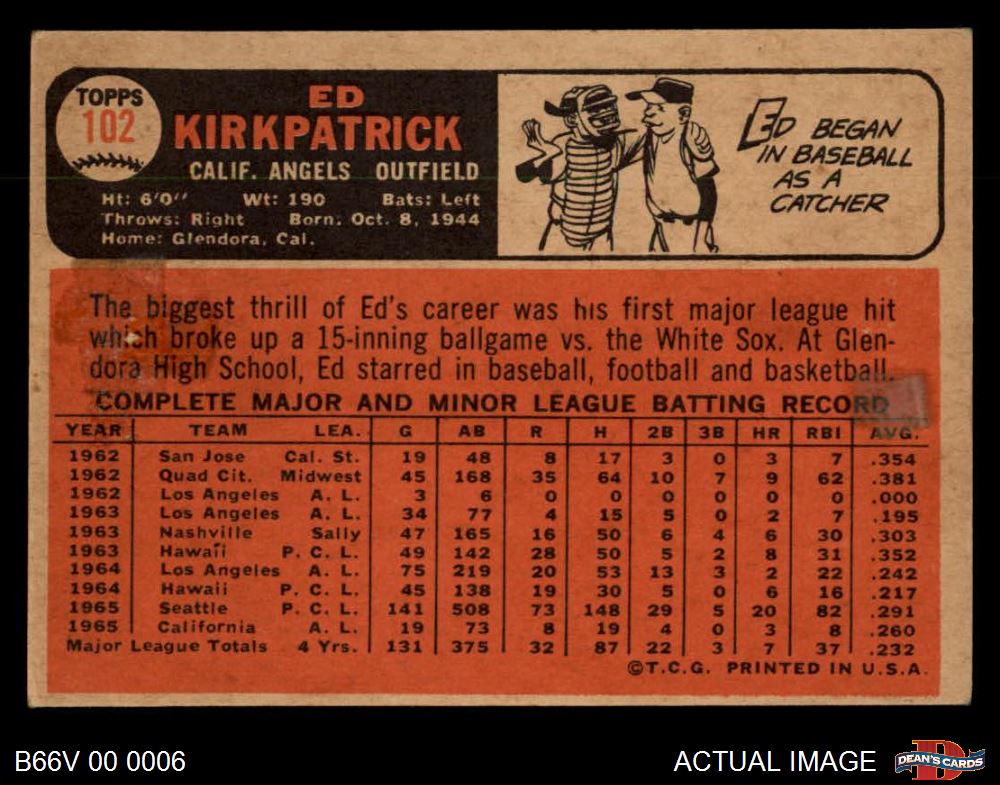 TOPPS
102
ED
KIRKPATRICK
CALIF. ANGELS OUTFIELD
Ht: 6'0" Wt: 190 Bats: Left
Throws: Right Born: Oct. 8, 1944
Home: Glendora, Cal.
ED BEGAN
IN BASEBALL
AS A
CATCHER
The biggest thrill of Ed's career was his first major league hit
which broke up a 15-inning ballgame vs. the White Sox. At Glen-
dora High School, Ed starred in baseball, football and basketball.
COMPLETE MAJOR AND MINOR LEAGUE BATTING RECORD
YEAR TEAM LEA. G AB R H 2B 3B HR RBI AVG.
1962 San Jose Cal. St. 19 48 8 17 3 0 3 7 .354
1962 Quad Cit. Midwest 45 168 35 64 10 7 9 62 .381
1962 Los Angeles A. L. 3 6 0 0 0 0 0 0 .000
1963 Los Angeles A. L. 34 77 4 15 5 0 2 7 .195
1963 Nashville Sally 47 165 16 50 6 4 6 30 .303
1963 Hawaii P. C. L. 49 142 28 50 5 2 8 31 .352
1964 Los Angeles A. L. 75 219 20 53 13 3 2 22 .242
1964 Hawaii P. C. L. 45 138 19 30 5 0 6 16 .217
1965 Seattle P. C. L. 141 508 73 148 29 5 20 82 .291
1965 California A. L. 19 73 8 19 4 0 3 8 .260
Major League Totals 4 Yrs. 131 375 32 87 22 3 7 37 .232
©T.C.G. PRINTED IN U.S.A.
B66V 00 0006
ACTUAL IMAGE
DEAN'S CARDS